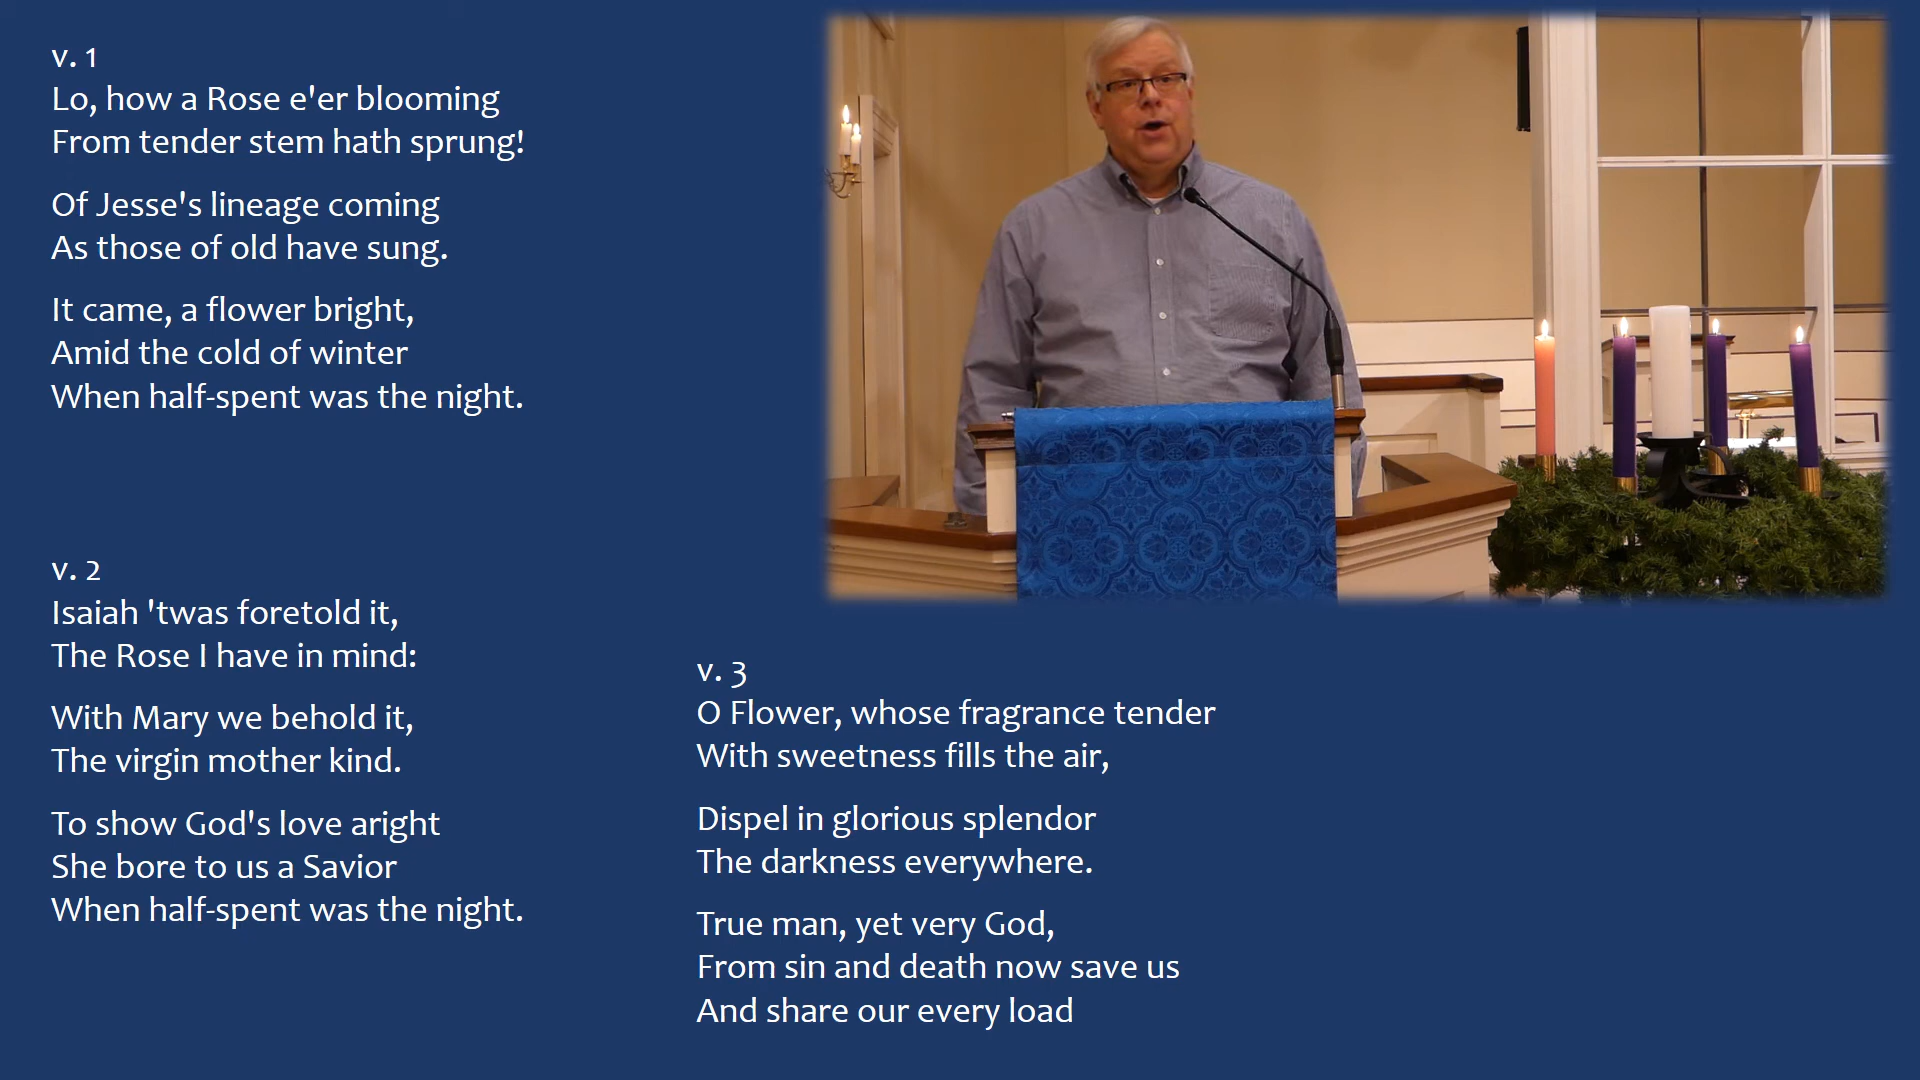 v. 1
Lo, how a Rose e'er blooming
From tender stem hath sprung!
Of Jesse's lineage coming
As those of old have sung.
It came, a flower bright,
Amid the cold of winter
When half-spent was the night.
v. 2
Isaiah 'twas foretold it,
The Rose I have in mind:
With Mary we behold it,
The virgin mother kind.
To show God's love aright
She bore to us a Savior
When half-spent was the night.
v. 3
O Flower, whose fragrance tender
With sweetness fills the air,
Dispel in glorious splendor
The darkness everywhere.
True man, yet very God,
From sin and death now save us
And share our every load